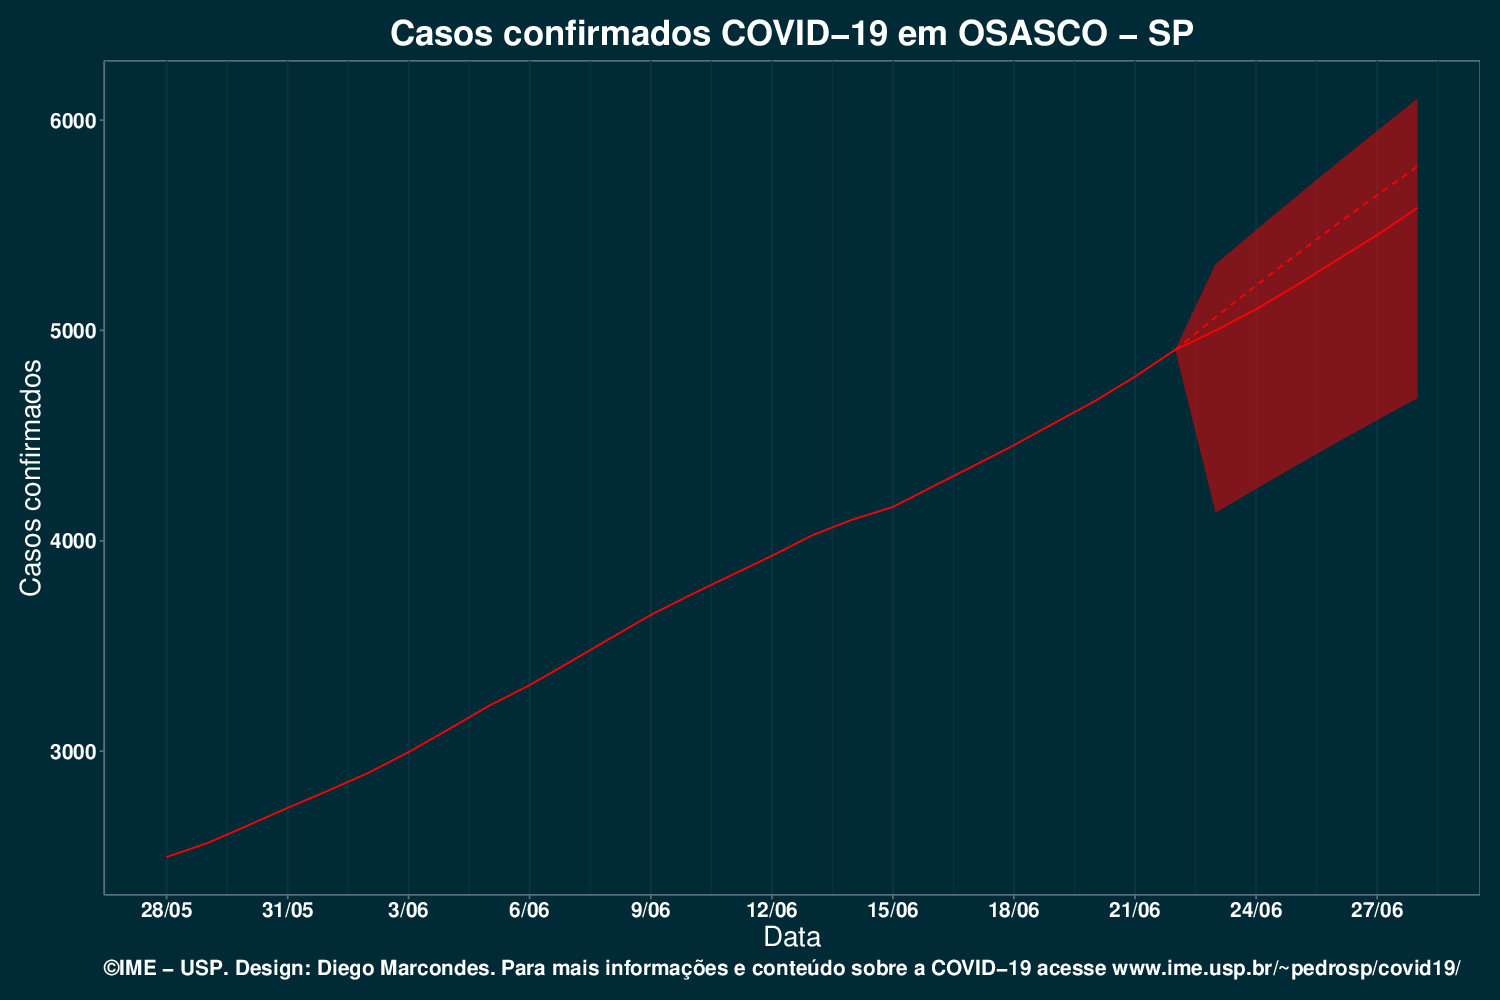 Casos confirmados COVID−19 em OSASCO − SP
6000
5000
4000
3000
Casos confirmados
28/05 31/05 3/06 6/06 9/06 12/06 15/06 18/06 21/06 24/06 27/06
Data
©IME − USP. Design: Diego Marcondes. Para mais informações e conteúdo sobre a COVID−19 acesse www.ime.usp.br/~pedrosp/covid19/